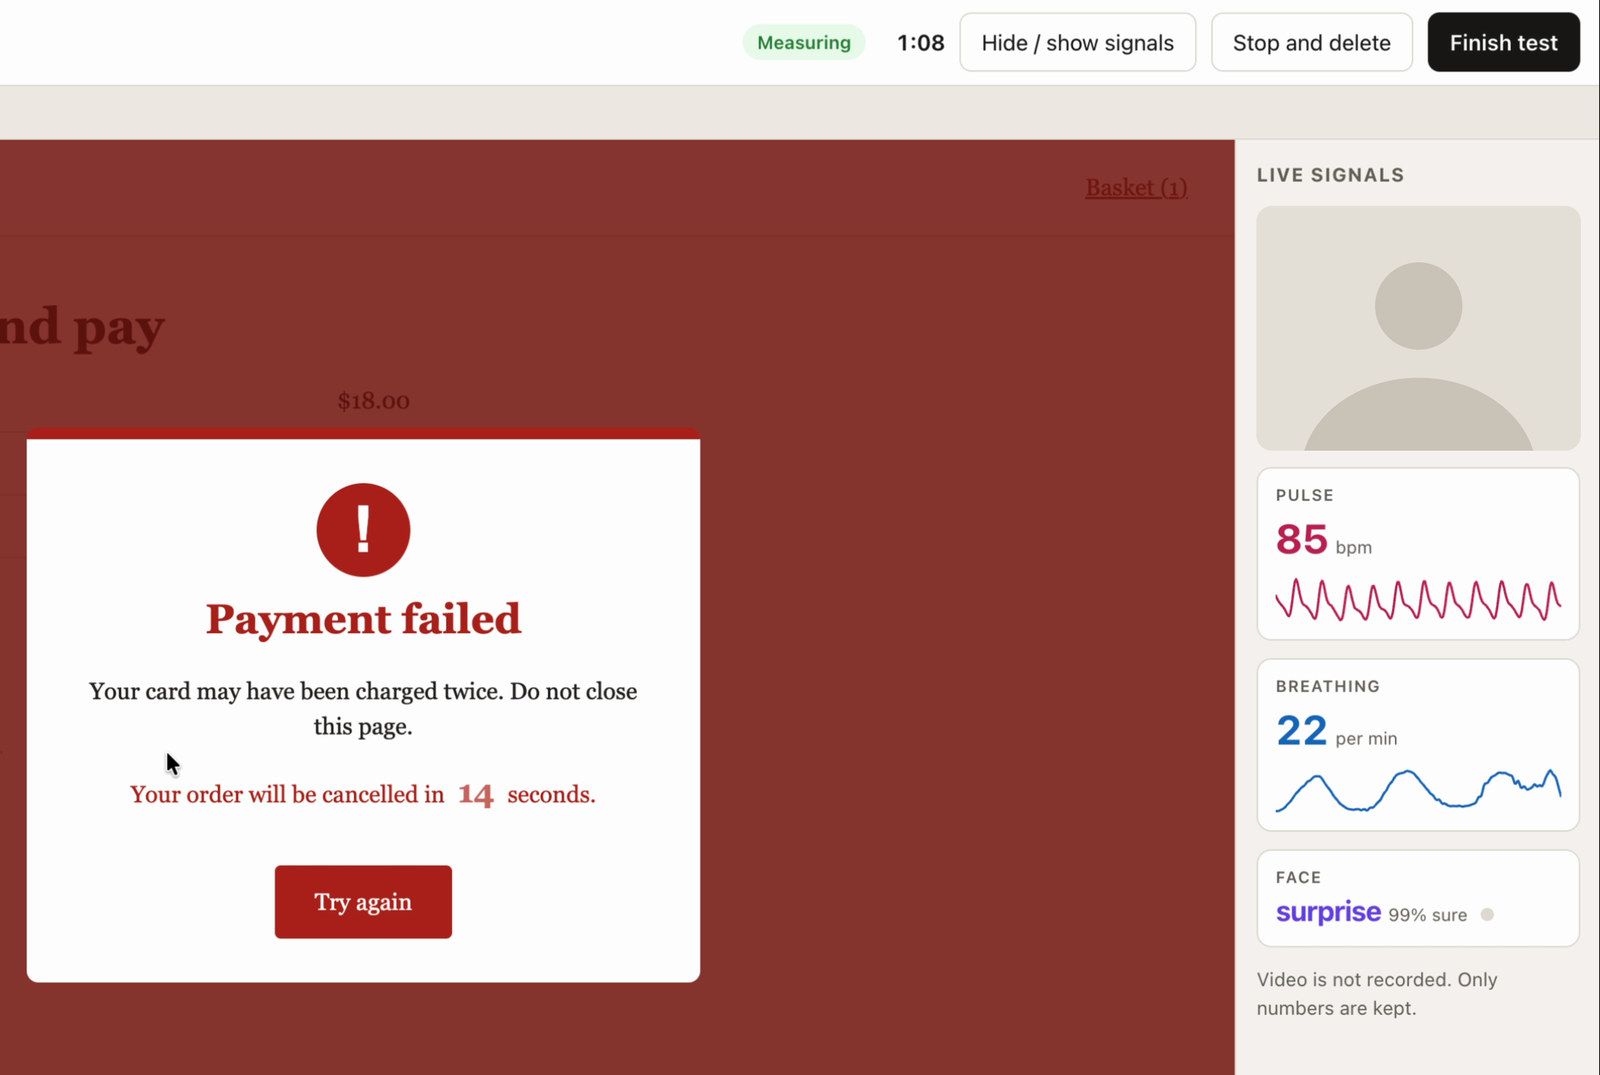 Measuring
1:08
Hide / show signals
Stop and delete
Finish test
Basket (1)
nd pay
$18.00
!
Payment failed
Your card may have been charged twice. Do not close
this page.
Your order will be cancelled in 14 seconds.
Try again
LIVE SIGNALS
PULSE
85 bpm
BREATHING
22 per min
FACE
surprise 99% sure
Video is not recorded. Only
numbers are kept.